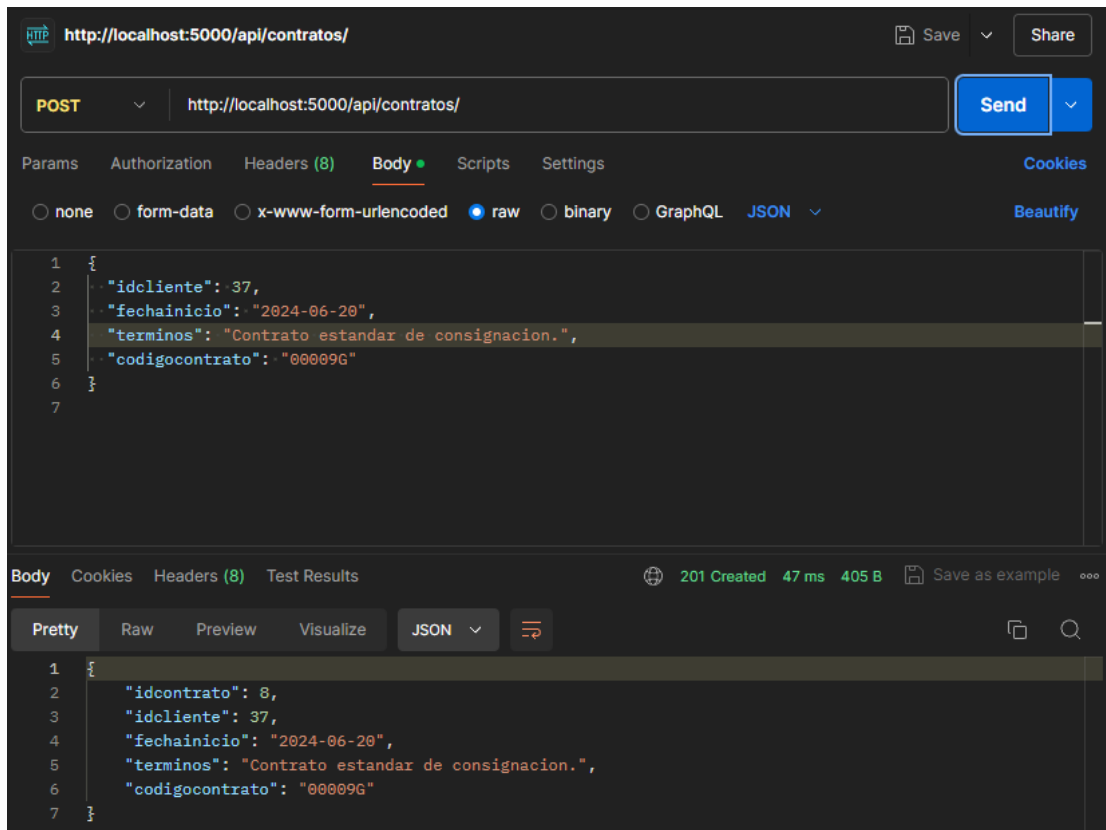 HTTP http://localhost:5000/api/contratos/ Save Share
POST http://localhost:5000/api/contratos/ Send
Params Authorization Headers (8) Body Scripts Settings Cookies
none form-data x-www-form-urlencoded raw binary GraphQL JSON Beautify
1 {
2 "idcliente": 37,
3 "fechainicio": "2024-06-20",
4 "terminos": "Contrato estandar de consignacion.",
5 "codigocontrato": "00009G"
6 }
7
Body Cookies Headers (8) Test Results 201 Created 47 ms 405 B Save as example
Pretty Raw Preview Visualize JSON
1 {
2 "idcontrato": 8,
3 "idcliente": 37,
4 "fechainicio": "2024-06-20",
5 "terminos": "Contrato estandar de consignacion.",
6 "codigocontrato": "00009G"
7 }